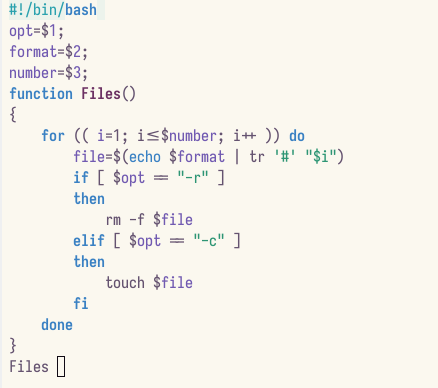 #!/bin/bash
opt=$1;
format=$2;
number=$3;
function Files()
{
    for (( i=1; i<=$number; i++ )) do
        file=$(echo $format | tr '#' "$i")
        if [ $opt == "-r" ]
        then
            rm -f $file
        elif [ $opt == "-c" ]
        then
            touch $file
        fi
    done
}
Files